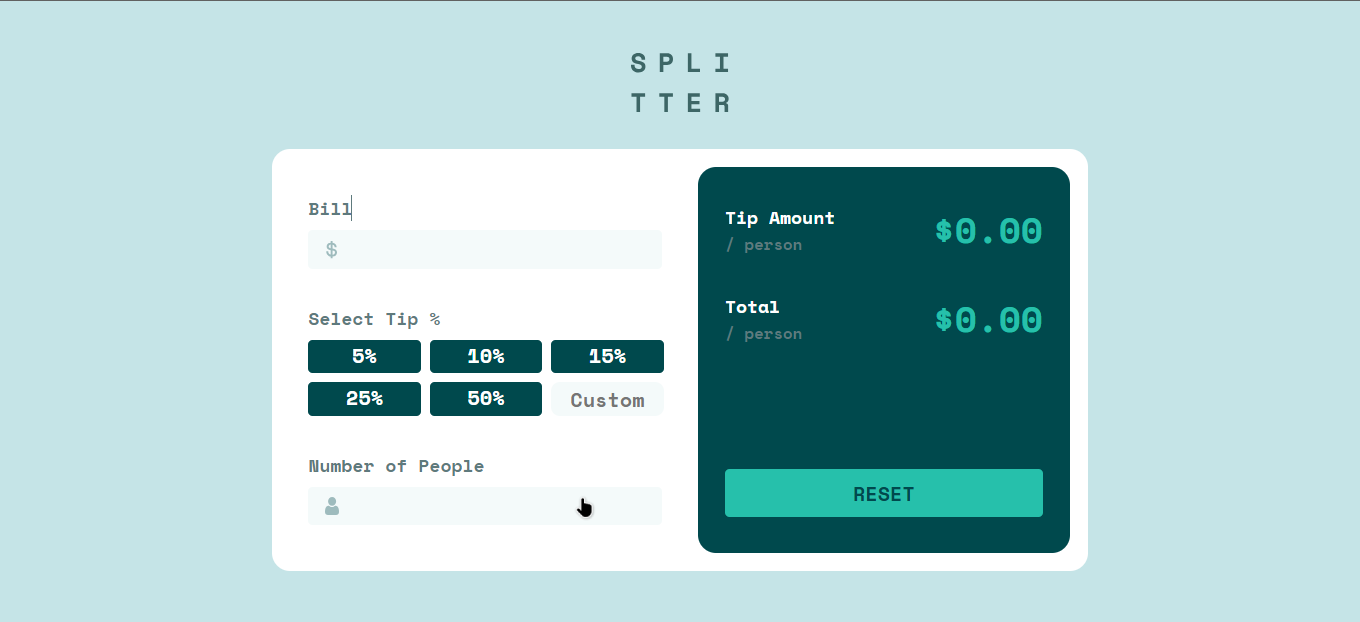 SPLI
TTER
Bill
$
Select Tip %
5% 10% 15%
25% 50% Custom
Number of People
Tip Amount
/ person
$0.00
Total
/ person
$0.00
RESET